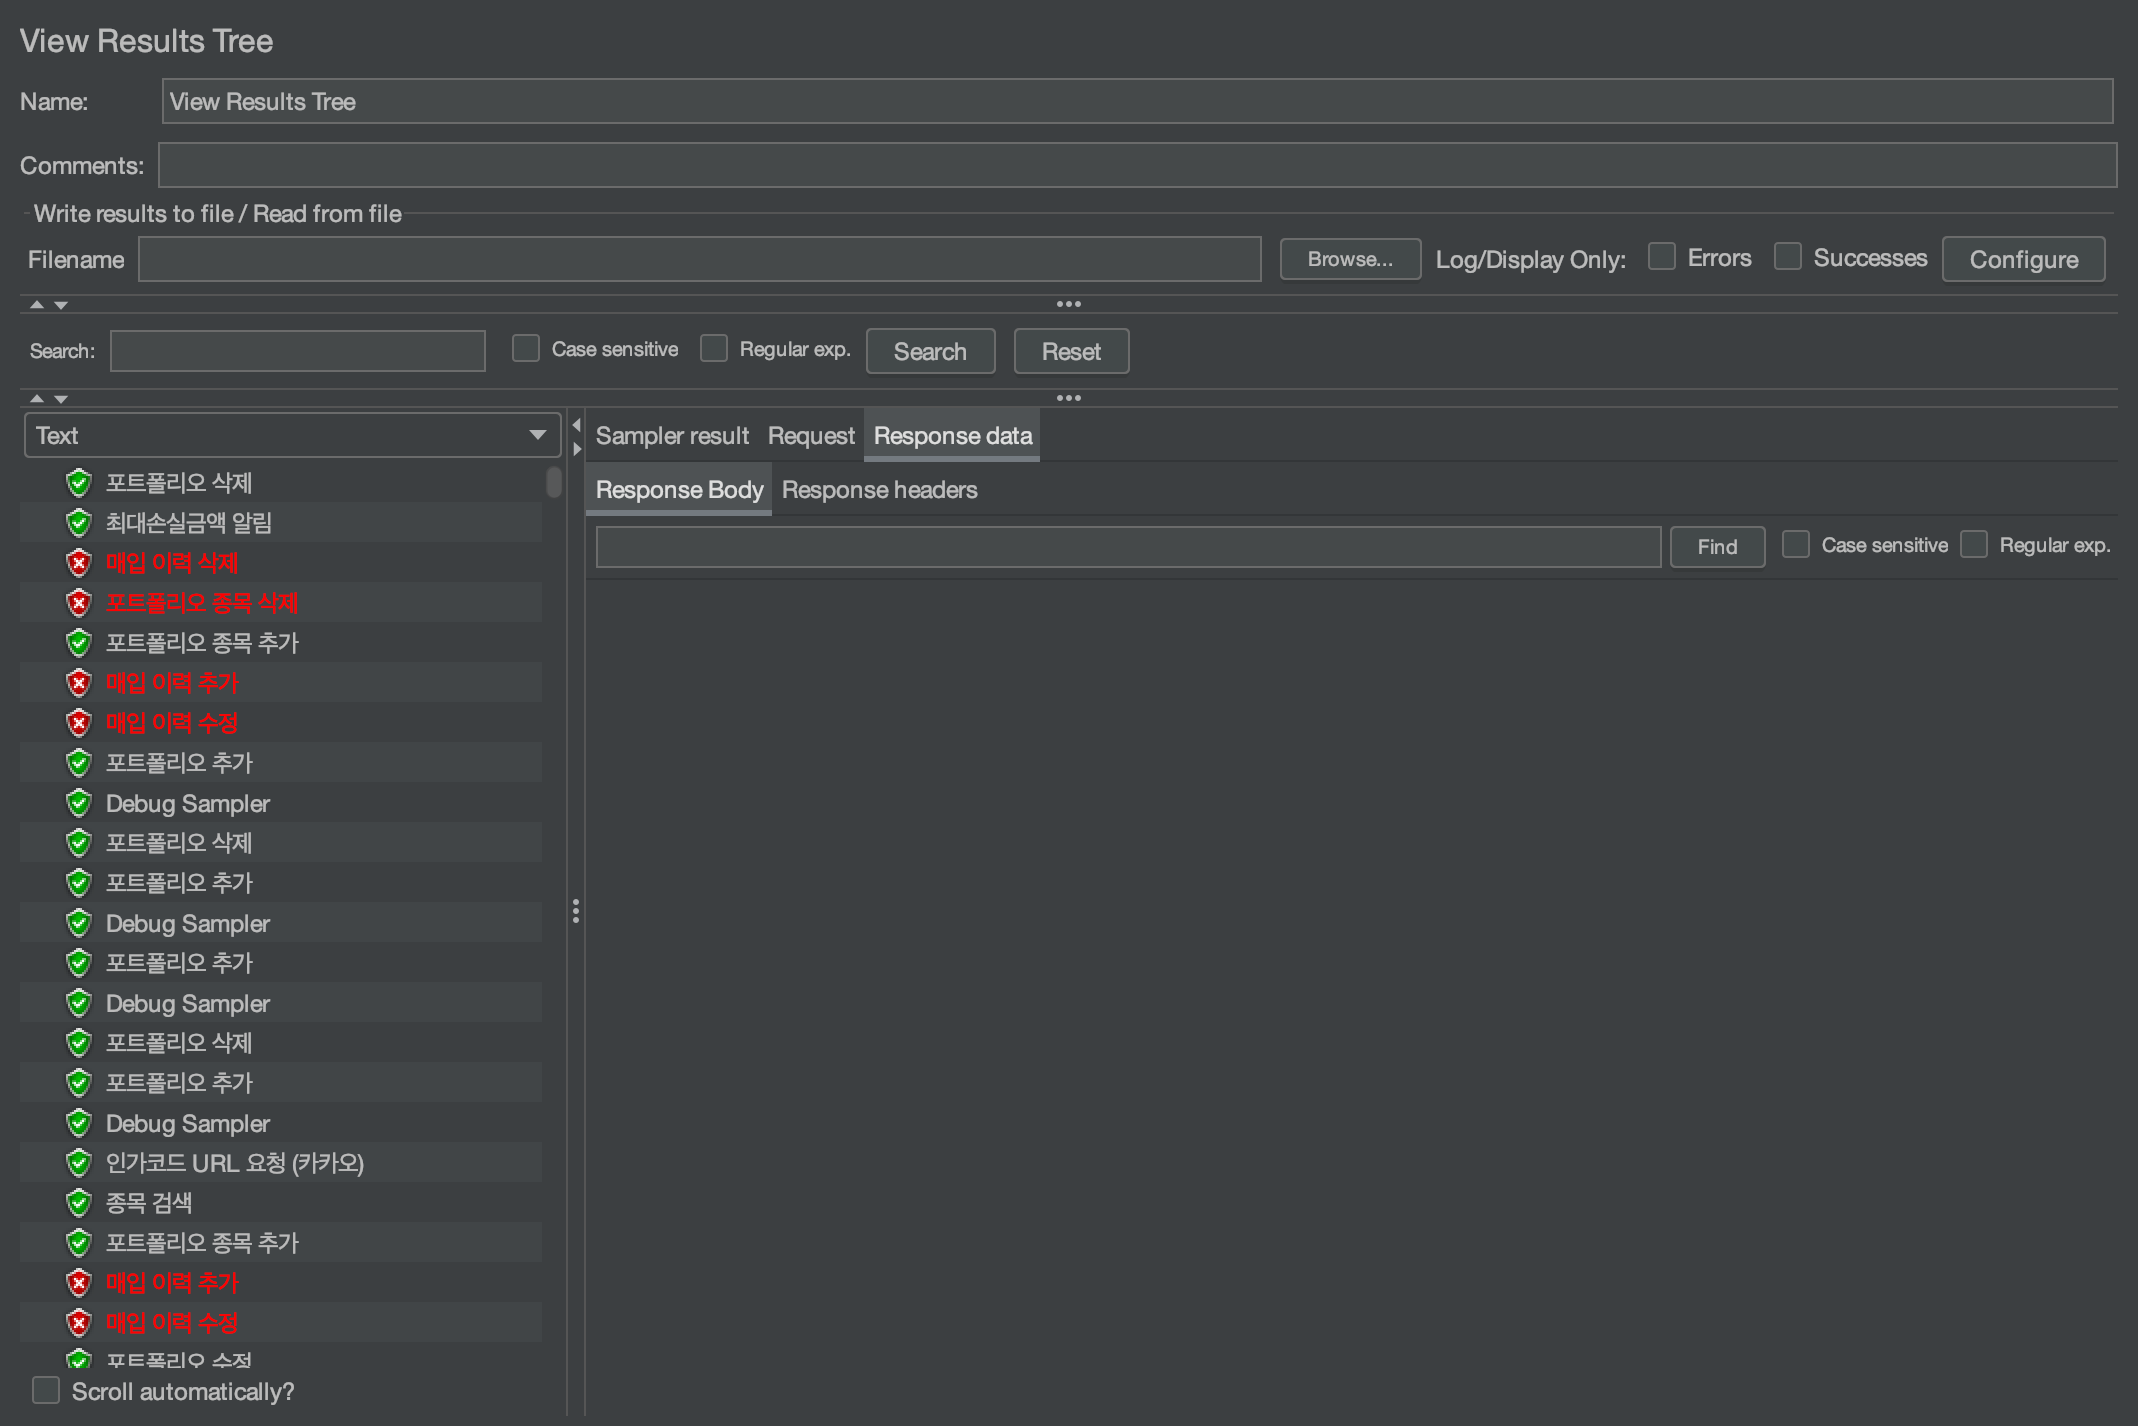 View Results Tree
Name: View Results Tree
Comments:
Write results to file / Read from file
Filename Browse... Log/Display Only: Errors Successes Configure
Search: Case sensitive Regular exp. Search Reset
Text
Sampler result Request Response data
Response Body Response headers
Find Case sensitive Regular exp.
포트폴리오 삭제
최대손실금액 알림
매입 이력 삭제
포트폴리오 종목 삭제
포트폴리오 종목 추가
매입 이력 추가
매입 이력 수정
포트폴리오 추가
Debug Sampler
포트폴리오 삭제
포트폴리오 추가
Debug Sampler
포트폴리오 추가
Debug Sampler
포트폴리오 삭제
포트폴리오 추가
Debug Sampler
인가코드 URL 요청 (카카오)
종목 검색
포트폴리오 종목 추가
매입 이력 추가
매입 이력 수정
포트폴리오 수정
Scroll automatically?